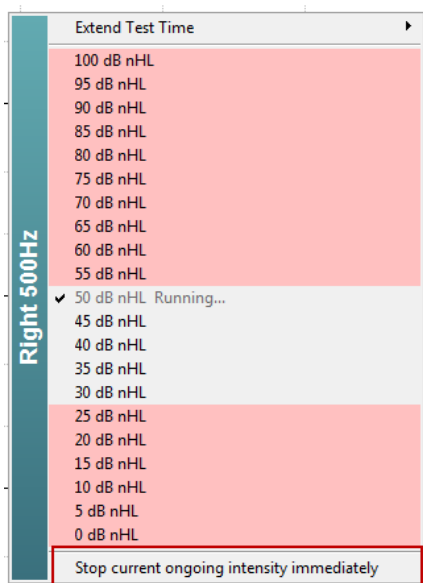 Extend Test Time
100 dB nHL
95 dB nHL
90 dB nHL
85 dB nHL
80 dB nHL
75 dB nHL
70 dB nHL
65 dB nHL
60 dB nHL
55 dB nHL
50 dB nHL Running...
45 dB nHL
40 dB nHL
35 dB nHL
30 dB nHL
25 dB nHL
20 dB nHL
15 dB nHL
10 dB nHL
5 dB nHL
0 dB nHL
Stop current ongoing intensity immediately
Right 500Hz